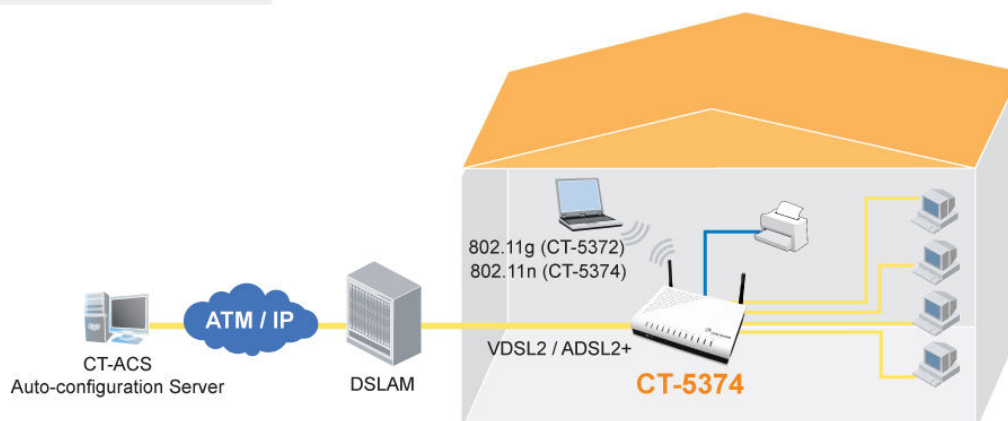 802.11g (CT-5372)
802.11n (CT-5374)
ATM / IP
CT-ACS
Auto-configuration Server
DSLAM
VDSL2 / ADSL2+
CT-5374